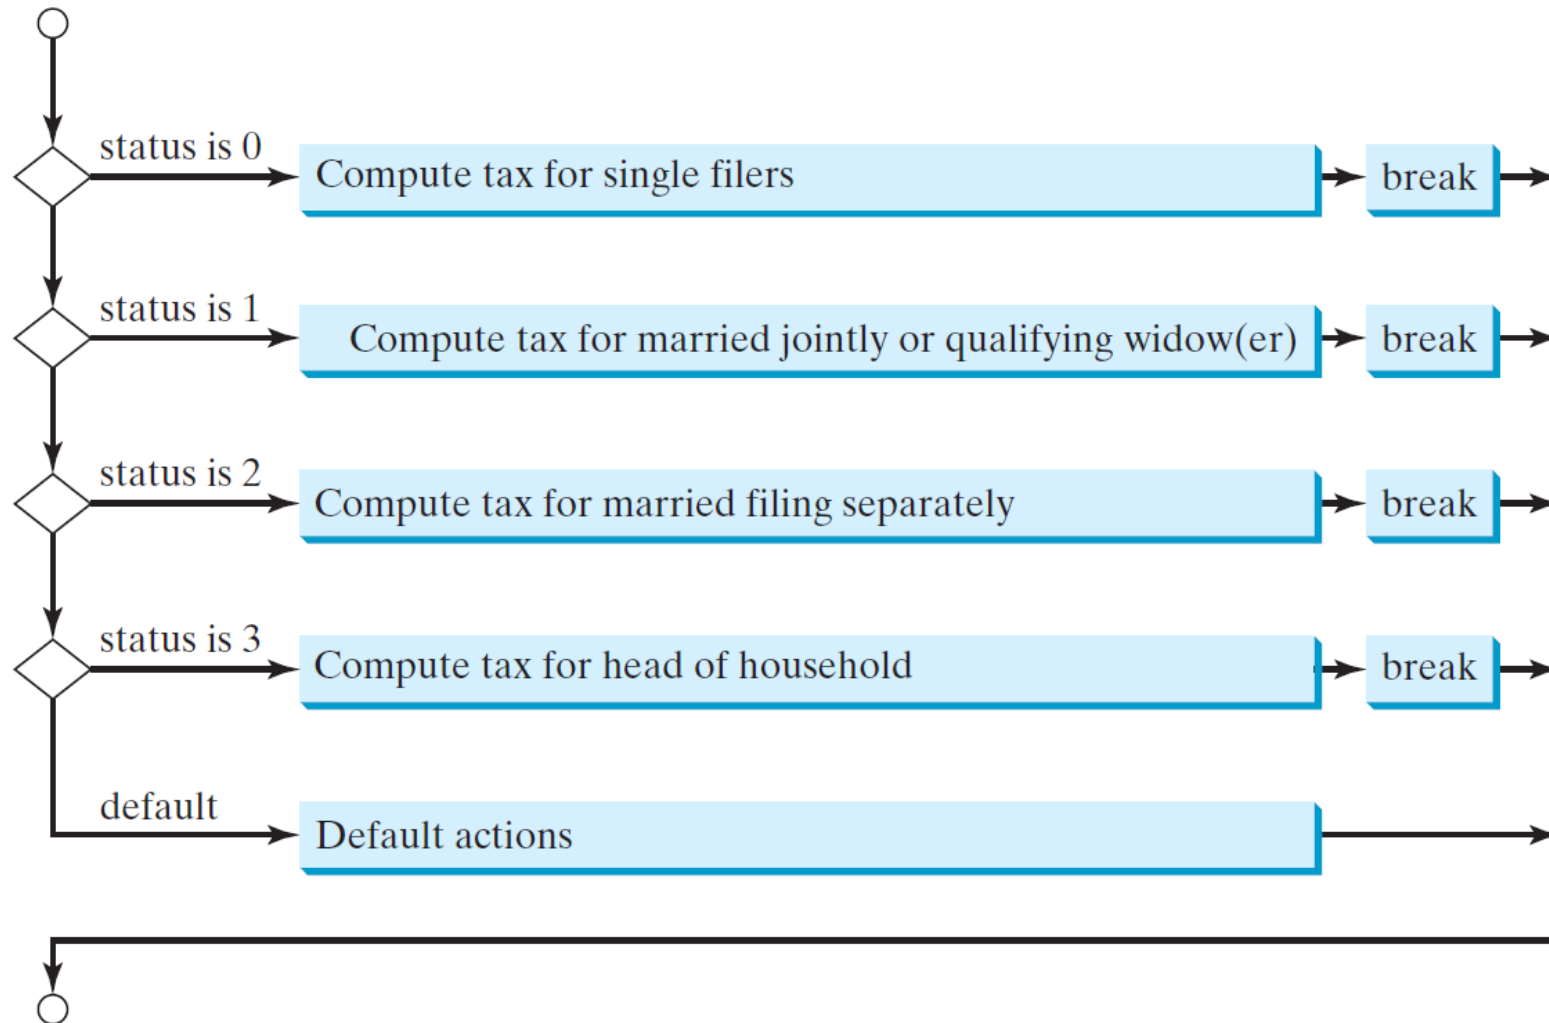 status is 0
Compute tax for single filers
break
status is 1
Compute tax for married jointly or qualifying widow(er)
break
status is 2
Compute tax for married filing separately
break
status is 3
Compute tax for head of household
break
default
Default actions